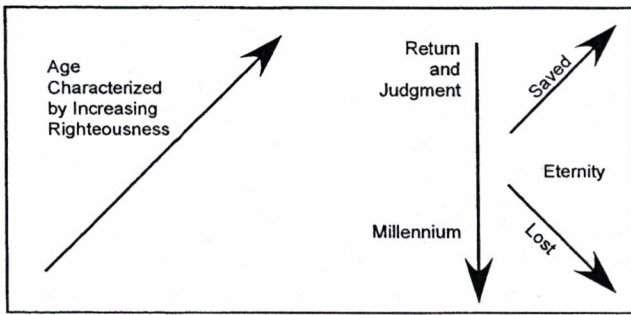 Age
Characterized
by Increasing
Righteousness
Return
and
Judgment
Millennium
Saved
Eternity
Lost